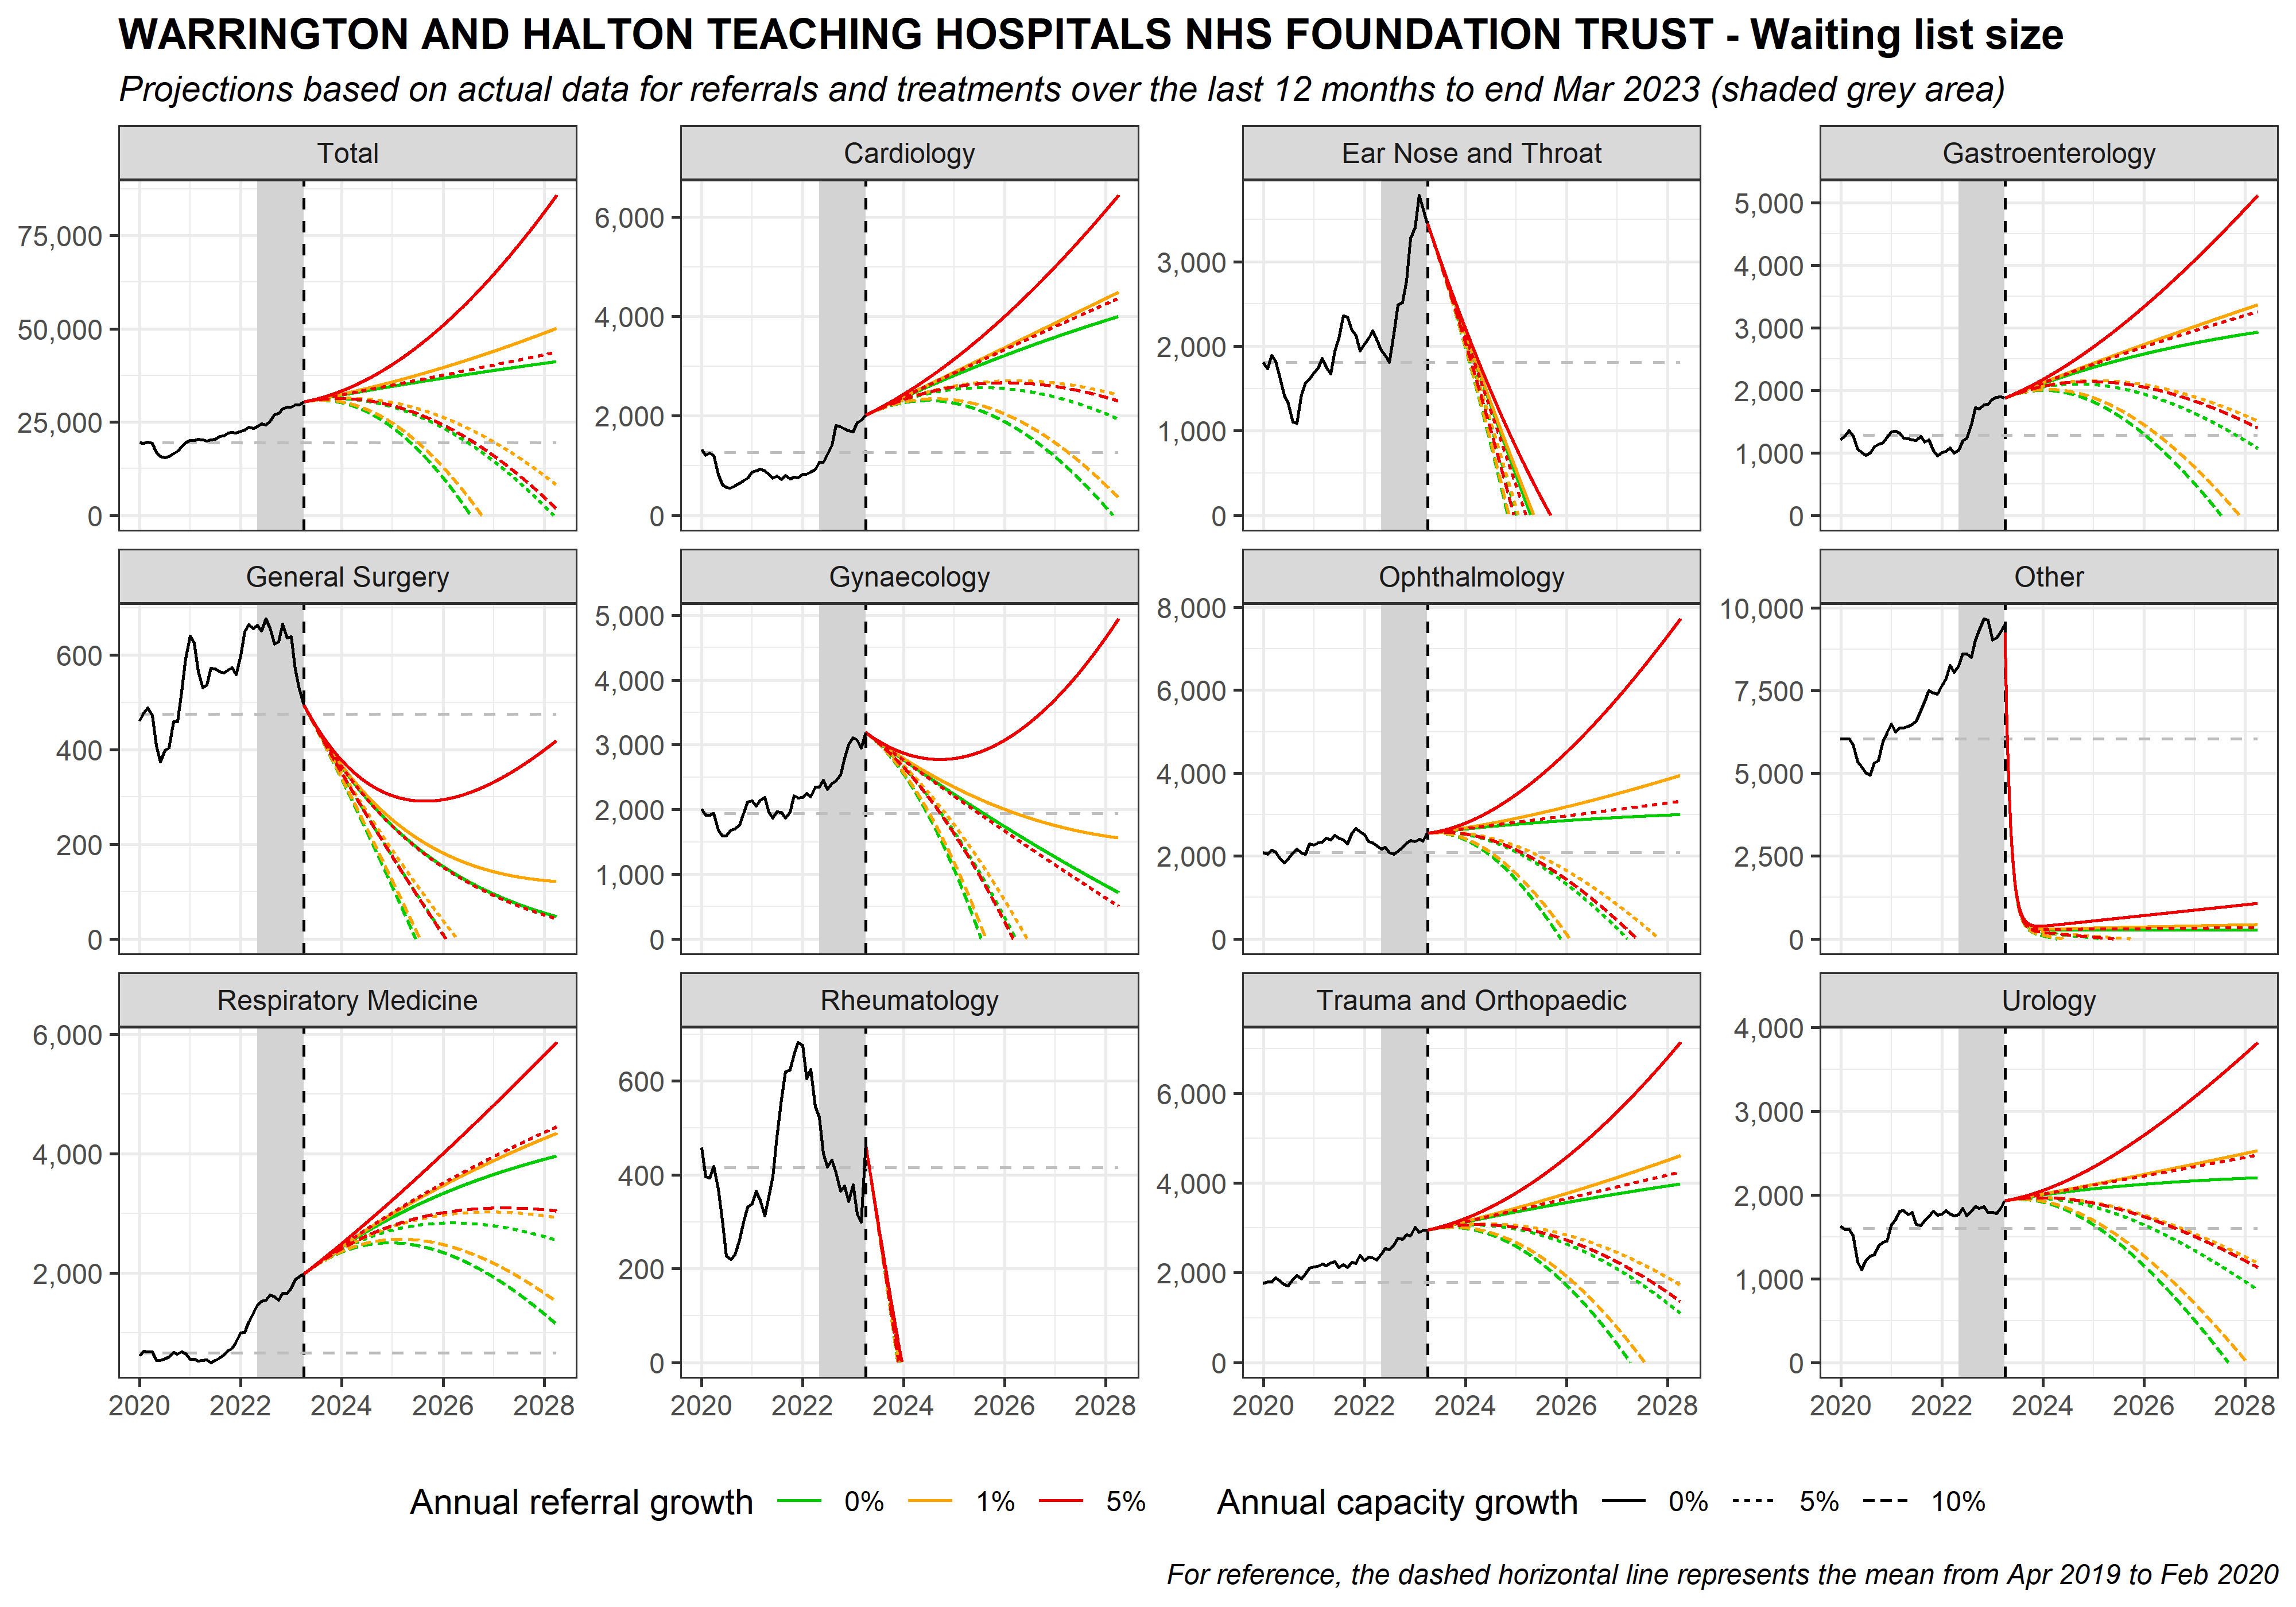 WARRINGTON AND HALTON TEACHING HOSPITALS NHS FOUNDATION TRUST - Waiting list size
Projections based on actual data for referrals and treatments over the last 12 months to end Mar 2023 (shaded grey area)
Total
75,000
50,000
25,000
0
Cardiology
6,000
4,000
2,000
0
Ear Nose and Throat
3,000
2,000
1,000
0
Gastroenterology
5,000
4,000
3,000
2,000
1,000
0
General Surgery
600
400
200
0
Gynaecology
5,000
4,000
3,000
2,000
1,000
0
Ophthalmology
8,000
6,000
4,000
2,000
0
Other
10,000
7,500
5,000
2,500
0
Respiratory Medicine
6,000
4,000
2,000
2020 2022 2024 2026 2028
Rheumatology
600
400
200
0
2020 2022 2024 2026 2028
Trauma and Orthopaedic
6,000
4,000
2,000
0
2020 2022 2024 2026 2028
Urology
4,000
3,000
2,000
1,000
0
2020 2022 2024 2026 2028
Annual referral growth 0% 1% 5% Annual capacity growth 0% 5% 10%
For reference, the dashed horizontal line represents the mean from Apr 2019 to Feb 2020